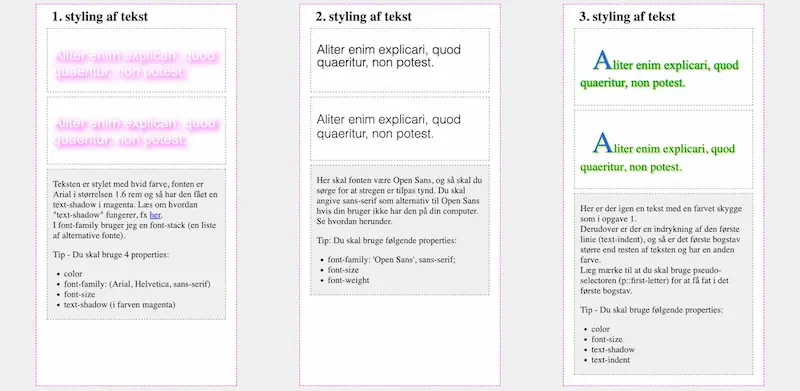 1. styling af tekst
Aliter enim explicari, quod
quaeritur, non potest.
Aliter enim explicari, quod
quaeritur, non potest.
Teksten er stylet med hvid farve, fonten er
Arial i størrelsen 1.6 rem og så har den fået en
text-shadow i magenta. Læs om hvordan
"text-shadow" fungerer, fx her.
I font-family bruger jeg en font-stack (en liste
af alternative fonte).
Tip - Du skal bruge 4 properties:
• color
• font-family: (Arial, Helvetica, sans-serif)
• font-size
• text-shadow (i farven magenta)
2. styling af tekst
Aliter enim explicari, quod
quaeritur, non potest.
Aliter enim explicari, quod
quaeritur, non potest.
Her skal fonten være Open Sans, og så skal du
sørge for at stregen er tilpas tynd. Du skal
angive sans-serif som alternativ til Open Sans
hvis din bruger ikke har den på din computer.
Se hvordan herunder.
Tip: Du skal bruge følgende properties:
• font-family: 'Open Sans', sans-serif;
• font-size
• font-weight
3. styling af tekst
Aliter enim explicari, quod
quaeritur, non potest.
Aliter enim explicari, quod
quaeritur, non potest.
Her er der igen en tekst med en farvet skygge
som i opgave 1.
Derudover er der en indrykning af den første
linie (text-indent), og så er det første bogstav
større end resten af teksten og har en anden
farve.
Læg mærke til at du skal bruge pseudo-
selectoren (p::first-letter) for at få fat i det
første bogstav.
Tip - Du skal bruge følgende properties:
• color
• font-size
• text-shadow
• text-indent